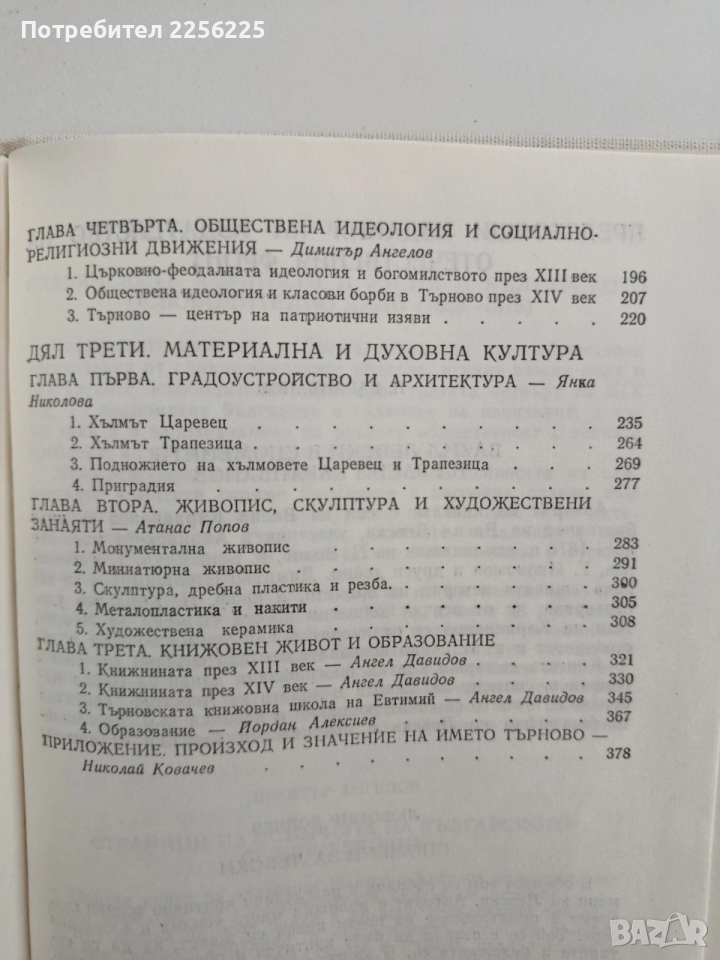 Потребител 2256225
ГЛАВА ЧЕТВЪРТА. ОБЩЕСТВЕНА ИДЕОЛОГИЯ И СОЦИАЛНО-
РЕЛИГИОЗНИ ДВИЖЕНИЯ — Димитър Ангелов
1. Църковно-феодалната идеология и богомилството през XIII век 196
2. Обществена идеология и класови борби в Търново през XIV век 207
3. Търново — център на патриотични изяви . . . . . 220
ДЯЛ ТРЕТИ. МАТЕРИАЛНА И ДУХОВНА КУЛТУРА
ГЛАВА ПЪРВА. ГРАДОУСТРОЙСТВО И АРХИТЕКТУРА — Янка
Николова
1. Хълмът Царевец . . . . . . . . . 235
2. Хълмът Трапезица . . . . . . . . . 264
3. Подножието на хълмовете Царевец и Трапезица . . . 269
4. Приградия . . . . . . . . . . 277
ГЛАВА ВТОРА. ЖИВОПИС, СКУЛПТУРА И ХУДОЖЕСТВЕНИ
ЗАНАЯТИ — Атанас Попов
1. Монументална живопис . . . . . . . . 283
2. Миниатюрна живопис . . . . . . . . 291
3. Скулптура, дребна пластика и резба . . . . . . 300
4. Металопластика и накити . . . . . . . 305
5. Художествена керамика . . . . . . . . 308
ГЛАВА ТРЕТА. КНИЖОВЕН ЖИВОТ И ОБРАЗОВАНИЕ
1. Книжнината през XIII век — Ангел Давидов . . . . 321
2. Книжнината през XIV век — Ангел Давидов . . . . 330
3. Търновската книжовна школа на Евтимий — Ангел Давидов 345
4. Образование — Йордан Алексиев . . . . . . 367
ПРИЛОЖЕНИЕ. ПРОИЗХОД И ЗНАЧЕНИЕ НА ИМЕТО ТЪРНОВО —
Николай Ковачев . . . . . . . . . 378
BAZAR